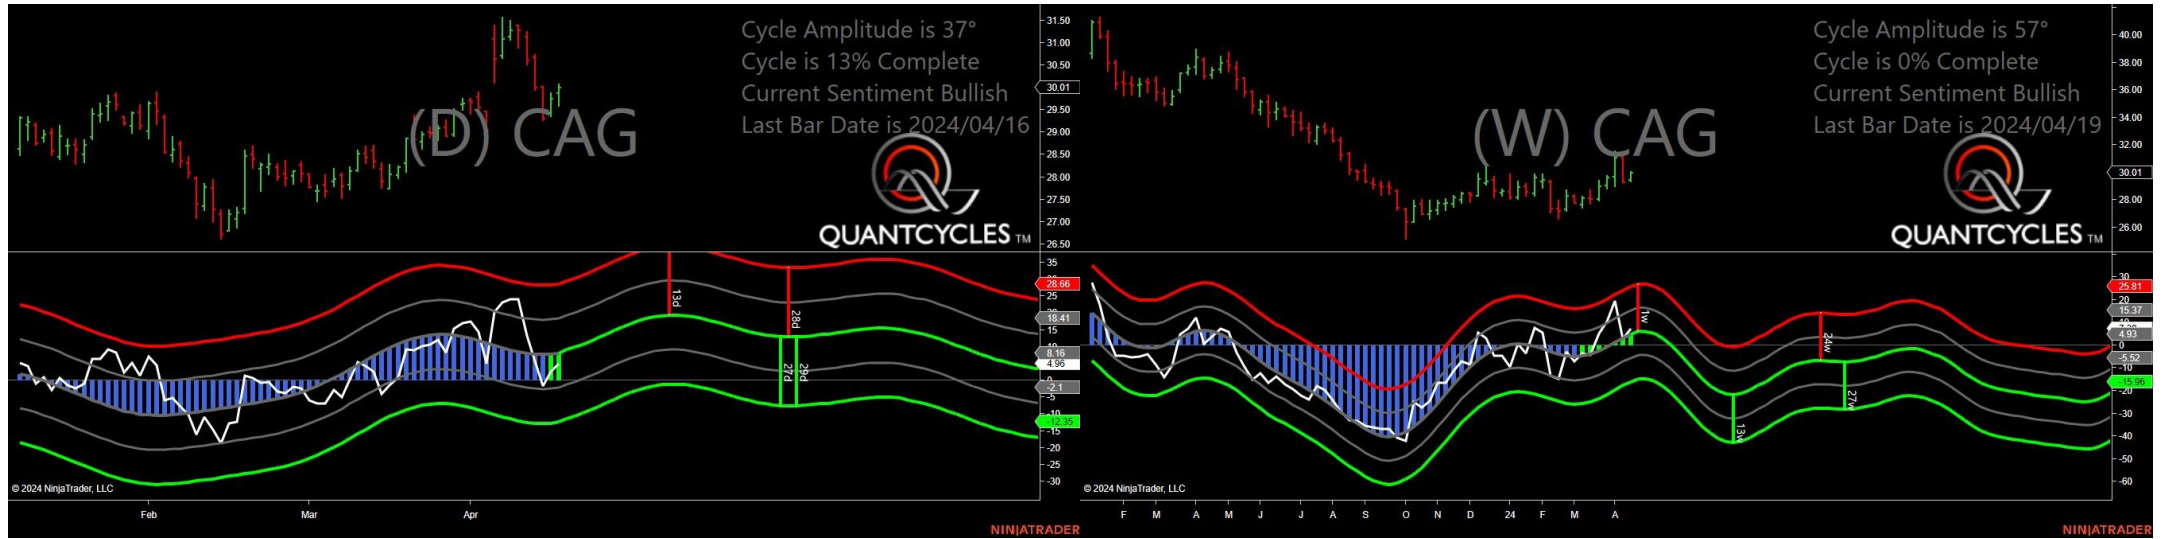 Cycle Amplitude is 37°
Cycle is 13% Complete
Current Sentiment Bullish
Last Bar Date is 2024/04/16
(D) CAG
QUANTCYCLES TM
31.50
31.00
30.50
30.01
29.50
29.00
28.50
28.00
27.50
27.00
26.50
35
28.66
25
18.41
15
8.16
4.96
-2.1
-5
-10
-12.35
-15
-20
-25
-30
13d
28d
27d
29d
© 2024 NinjaTrader, LLC
Feb
Mar
Apr
NINJATRADER
Cycle Amplitude is 57°
Cycle is 0% Complete
Current Sentiment Bullish
Last Bar Date is 2024/04/19
(W) CAG
QUANTCYCLES TM
40.00
38.00
36.00
34.00
32.00
30.01
28.00
26.00
30
25.81
20
15.37
4.93
0
-5.52
-10
-15.96
-20
-30
-40
-50
-60
1w
24w
13w
27w
© 2024 NinjaTrader, LLC
F
M
A
M
J
J
A
S
O
N
D
24
F
M
A
NINJATRADER